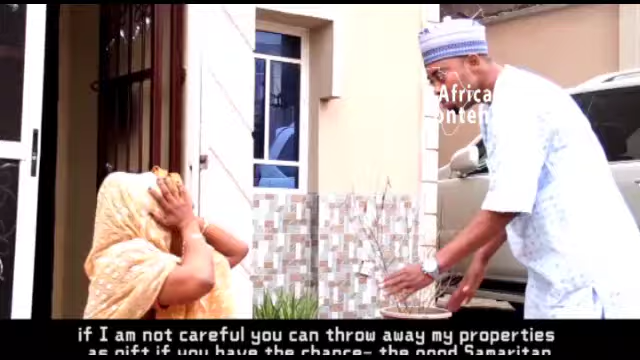 Africa
onten
if I am not careful you can throw away my properties
as gift if you have the chance- the good Samaritan